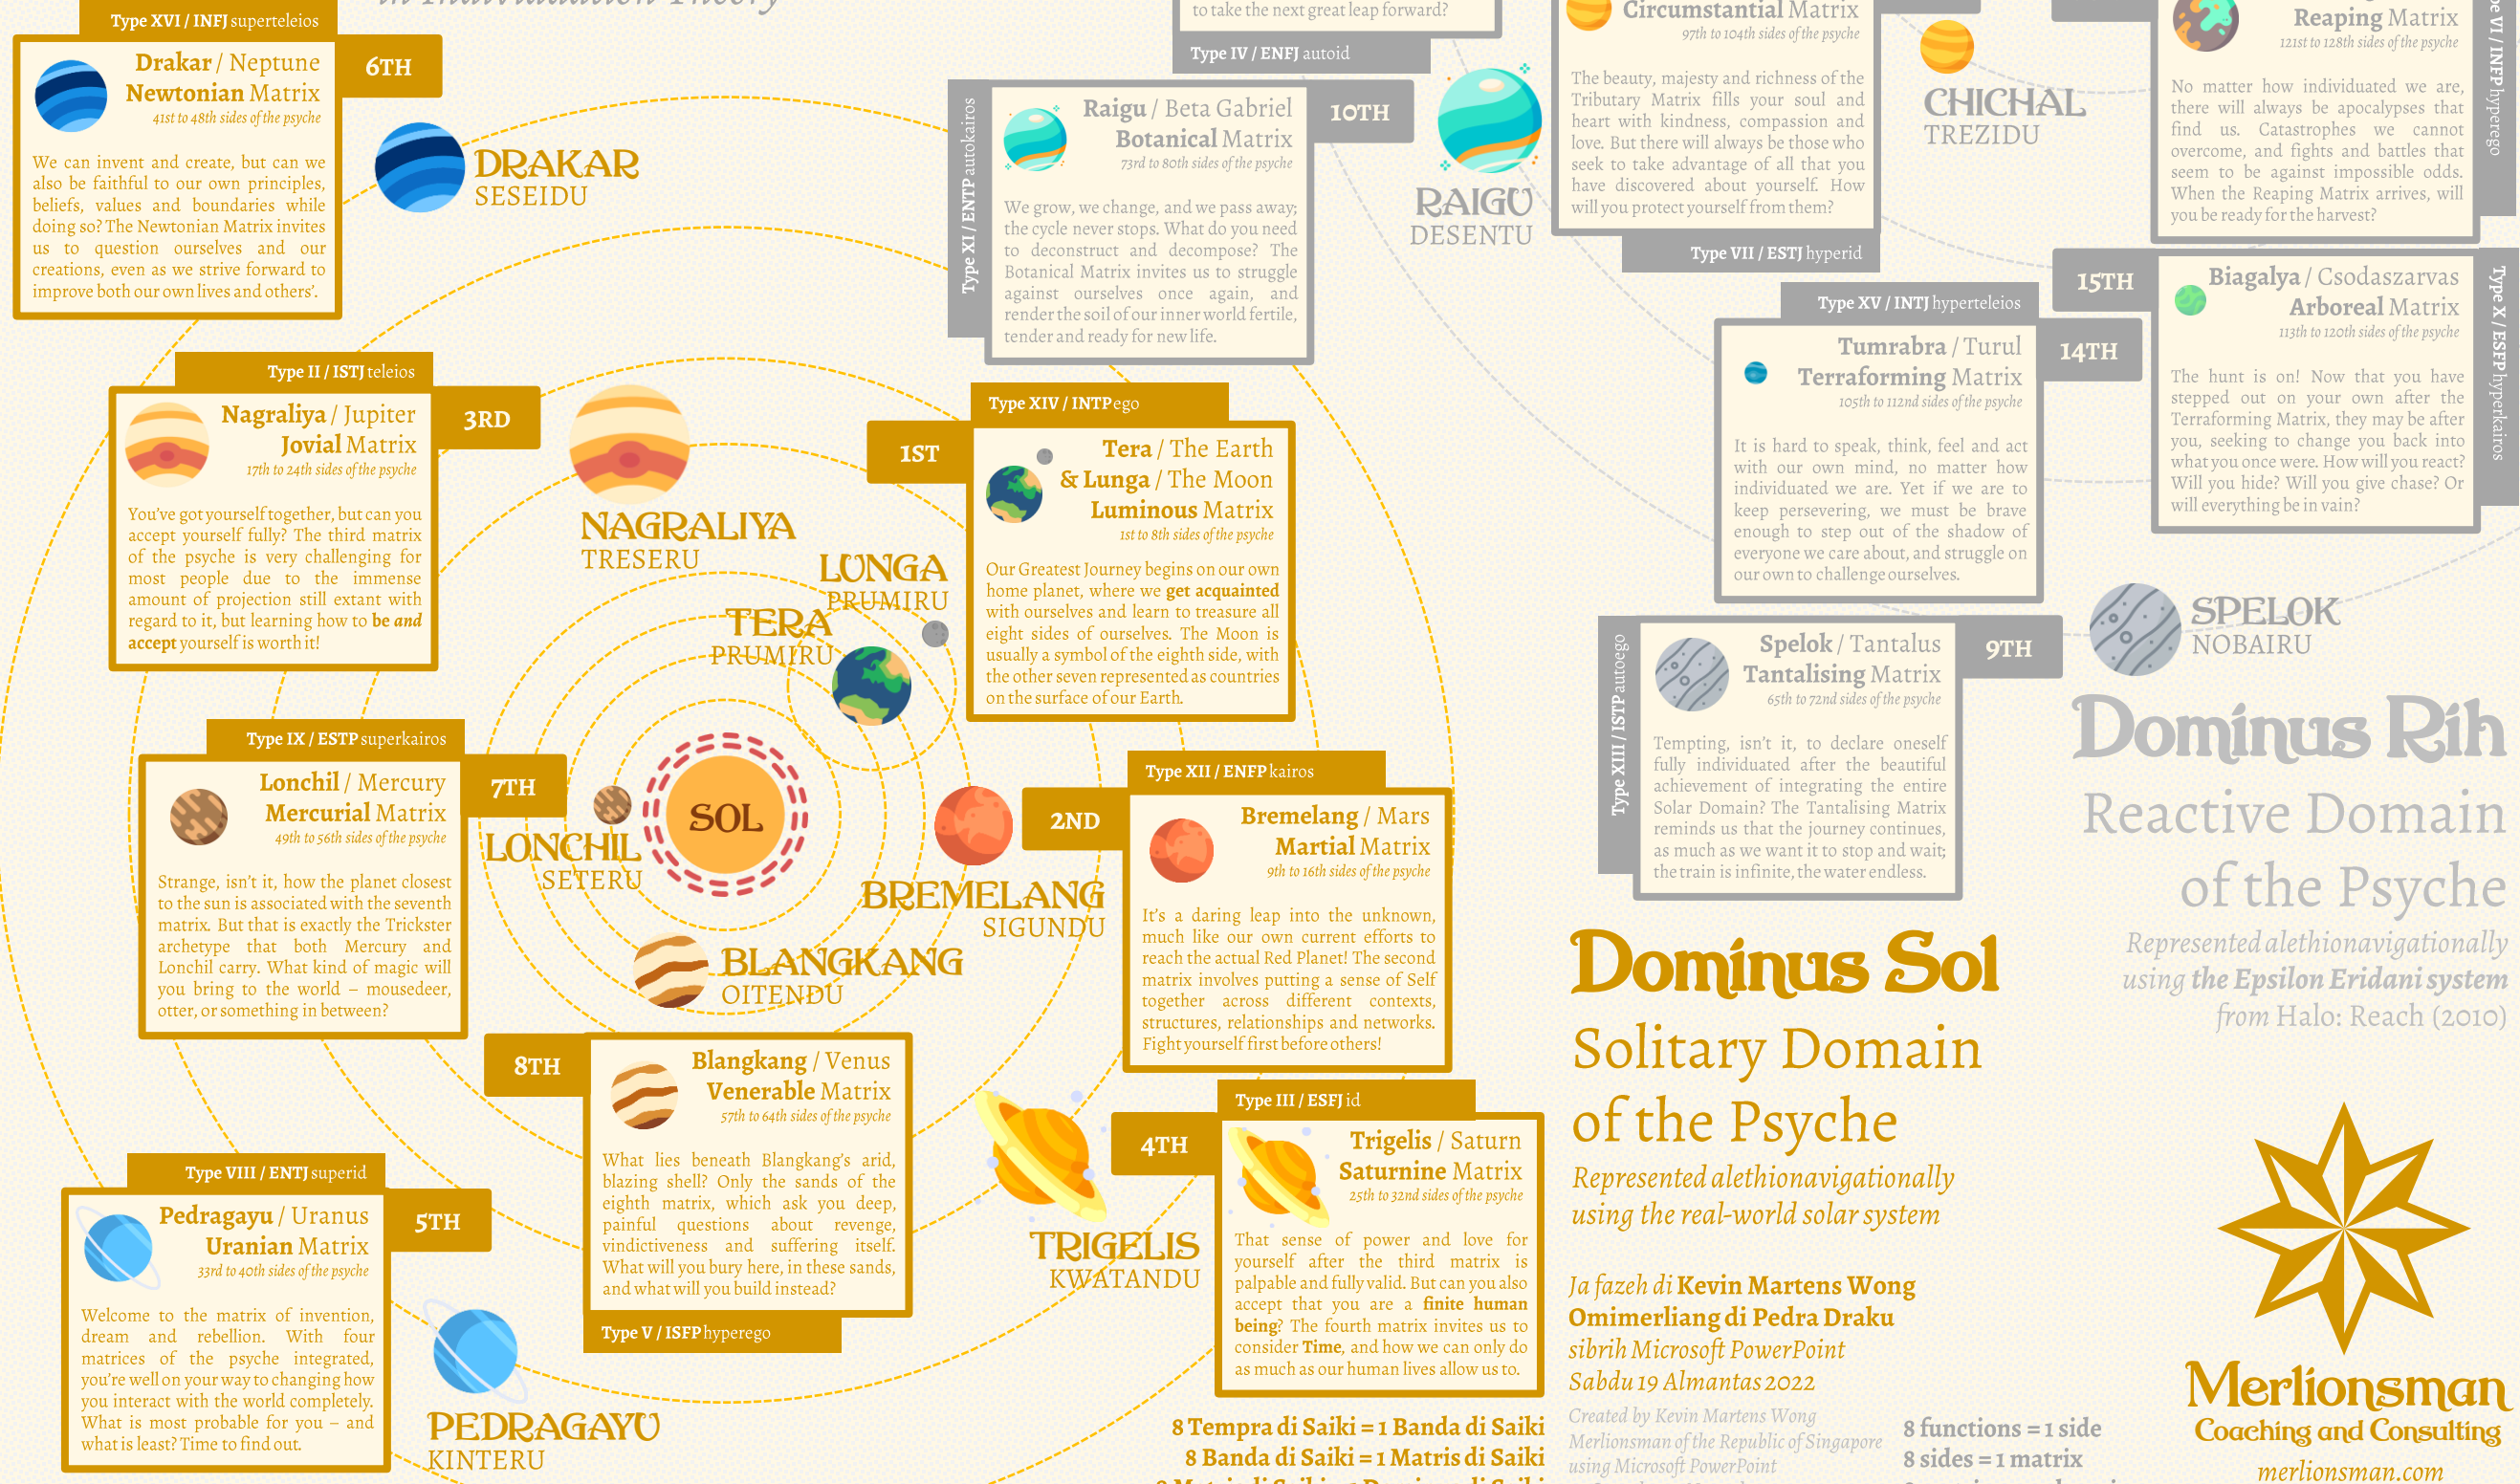 in Individuation Theory
Type XVI / INFJ superteleios
6TH
Drakar / Neptune
Newtonian Matrix
41st to 48th sides of the psyche
We can invent and create, but can we
also be faithful to our own principles,
beliefs, values and boundaries while
doing so? The Newtonian Matrix invites
us to question ourselves and our
creations, even as we strive forward to
improve both our own lives and others'.
DRAKAR
SESEIDU
to take the next great leap forward?
Type IV / ENFJ autoid
Type XI / ENTP autokairos
10TH
Raigu / Beta Gabriel
Botanical Matrix
73rd to 80th sides of the psyche
We grow, we change, and we pass away;
the cycle never stops. What do you need
to deconstruct and decompose? The
Botanical Matrix invites us to struggle
against ourselves once again, and
render the soil of our inner world fertile,
tender and ready for new life.
RAIGU
DESENTU
Circumstantial Matrix
97th to 104th sides of the psyche
The beauty, majesty and richness of the
Tributary Matrix fills your soul and
heart with kindness, compassion and
love. But there will always be those who
seek to take advantage of all that you
have discovered about yourself. How
will you protect yourself from them?
Type VII / ESTJ hyperid
CHICHAL
TREZIDU
Reaping Matrix
121st to 128th sides of the psyche
No matter how individuated we are,
there will always be apocalypses that
find us. Catastrophes we cannot
overcome, and fights and battles that
seem to be against impossible odds.
When the Reaping Matrix arrives, will
you be ready for the harvest?
VI / INFP hyperego
15TH
Biagalya / Csodaszarvas
Arboreal Matrix
113th to 120th sides of the psyche
The hunt is on! Now that you have
stepped out on your own after the
Terraforming Matrix, they may be after
you, seeking to change you back into
what you once were. How will you react?
Will you hide? Will you give chase? Or
will everything be in vain?
Type X / ESFP hyperkairos
Type XV / INTJ hyperteleios
14TH
Tumrabra / Turul
Terraforming Matrix
105th to 112nd sides of the psyche
It is hard to speak, think, feel and act
with our own mind, no matter how
individuated we are. Yet if we are to
keep persevering, we must be brave
enough to step out of the shadow of
everyone we care about, and struggle on
our own to challenge ourselves.
Type II / ISTJ teleios
3RD
Nagraliya / Jupiter
Jovial Matrix
17th to 24th sides of the psyche
You've got yourself together, but can you
accept yourself fully? The third matrix
of the psyche is very challenging for
most people due to the immense
amount of projection still extant with
regard to it, but learning how to be and
accept yourself is worth it!
NAGRALIYA
TRESERU
LUNGA
PRUMIRU
TERA
PRUMIRU
Type XIV / INTP ego
1ST
Tera / The Earth
& Lunga / The Moon
Luminous Matrix
1st to 8th sides of the psyche
Our Greatest Journey begins on our own
home planet, where we get acquainted
with ourselves and learn to treasure all
eight sides of ourselves. The Moon is
usually a symbol of the eighth side, with
the other seven represented as countries
on the surface of our Earth.
Type XIII / ISTP autoego
9TH
Spelok / Tantalus
Tantalising Matrix
65th to 72nd sides of the psyche
Tempting, isn't it, to declare oneself
fully individuated after the beautiful
achievement of integrating the entire
Solar Domain? The Tantalising Matrix
reminds us that the journey continues,
as much as we want it to stop and wait;
the train is infinite, the water endless.
SPELOK
NOBAIRU
Dominus Rih
Reactive Domain
of the Psyche
Represented alethionavigationally
using the Epsilon Eridani system
from Halo: Reach (2010)
Type IX / ESTP superkairos
7TH
Lonchil / Mercury
Mercurial Matrix
49th to 56th sides of the psyche
Strange, isn't it, how the planet closest
to the sun is associated with the seventh
matrix. But that is exactly the Trickster
archetype that both Mercury and
Lonchil carry. What kind of magic will
you bring to the world – mousedeer,
otter, or something in between?
SOL
LONCHIL
SETERU
BREMELANG
SIGUNDU
BLANGKANG
OITENDU
Type XII / ENFP kairos
2ND
Bremelang / Mars
Martial Matrix
9th to 16th sides of the psyche
It's a daring leap into the unknown,
much like our own current efforts to
reach the actual Red Planet! The second
matrix involves putting a sense of Self
together across different contexts,
structures, relationships and networks.
Fight yourself first before others!
8TH
Blangkang / Venus
Venerable Matrix
57th to 64th sides of the psyche
What lies beneath Blangkang's arid,
blazing shell? Only the sands of the
eighth matrix, which ask you deep,
painful questions about revenge,
vindictiveness and suffering itself.
What will you bury here, in these sands,
and what will you build instead?
Type V / ISFP hyperego
Type VIII / ENTJ superid
5TH
Pedragayu / Uranus
Uranian Matrix
33rd to 40th sides of the psyche
Welcome to the matrix of invention,
dream and rebellion. With four
matrices of the psyche integrated,
you're well on your way to changing how
you interact with the world completely.
What is most probable for you – and
what is least? Time to find out.
PEDRAGAYU
KINTERU
TRIGELIS
KWATANDU
Type III / ESFJ id
4TH
Trigelis / Saturn
Saturnine Matrix
25th to 32nd sides of the psyche
That sense of power and love for
yourself after the third matrix is
palpable and fully valid. But can you also
accept that you are a finite human
being? The fourth matrix invites us to
consider Time, and how we can only do
as much as our human lives allow us to.
Dominus Sol
Solitary Domain
of the Psyche
Represented alethionavigationally
using the real-world solar system
Ja fazeh di Kevin Martens Wong
Omimerliang di Pedra Draku
sibrih Microsoft PowerPoint
Sabdu 19 Almantas 2022
Created by Kevin Martens Wong
Merlionsman of the Republic of Singapore
using Microsoft PowerPoint
8 Tempra di Saiki = 1 Banda di Saiki
8 Banda di Saiki = 1 Matris di Saiki
8 functions = 1 side
8 sides = 1 matrix
Merlionsman
Coaching and Consulting
merlionsman.com